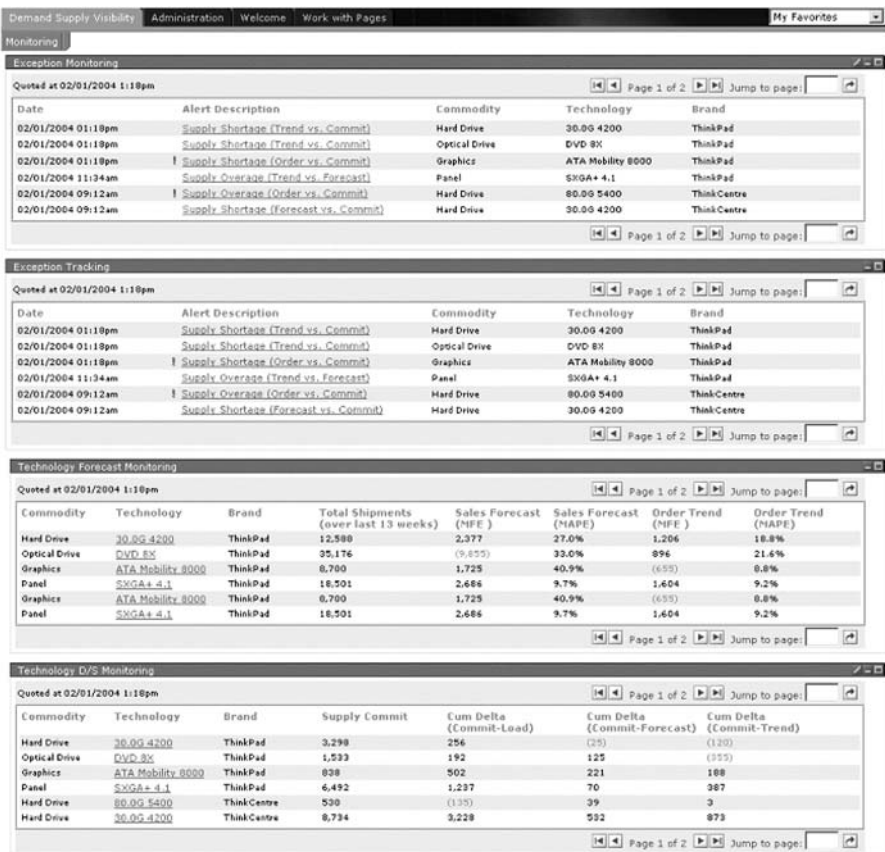 Demand Supply Visibility Administration Welcome Work with Pages My Favorites
Monitoring
Exception Monitoring
Quoted at 02/01/2004 1:18pm Page 1 of 2 Jump to page:
Date Alert Description Commodity Technology Brand
02/01/2004 01:18pm Supply Shortage (Trend vs. Commit) Hard Drive 30.0G 4200 ThinkPad
02/01/2004 01:18pm Supply Shortage (Trend vs. Commit) Optical Drive DVD 8X ThinkPad
02/01/2004 01:18pm ! Supply Shortage (Order vs. Commit) Graphics ATA Mobility 8000 ThinkPad
02/01/2004 11:34am Supply Overage (Trend vs. Forecast) Panel SXGA+ 4.1 ThinkPad
02/01/2004 09:12am ! Supply Overage (Order vs. Commit) Hard Drive 80.0G 5400 ThinkCentre
02/01/2004 09:12am Supply Shortage (Forecast vs. Commit) Hard Drive 30.0G 4200 ThinkCentre
Page 1 of 2 Jump to page:
Exception Tracking
Quoted at 02/01/2004 1:18pm Page 1 of 2 Jump to page:
Date Alert Description Commodity Technology Brand
02/01/2004 01:18pm Supply Shortage (Trend vs. Commit) Hard Drive 30.0G 4200 ThinkPad
02/01/2004 01:18pm Supply Shortage (Trend vs. Commit) Optical Drive DVD 8X ThinkPad
02/01/2004 01:18pm ! Supply Shortage (Order vs. Commit) Graphics ATA Mobility 8000 ThinkPad
02/01/2004 11:34am Supply Overage (Trend vs. Forecast) Panel SXGA+ 4.1 ThinkPad
02/01/2004 09:12am ! Supply Overage (Order vs. Commit) Hard Drive 80.0G 5400 ThinkCentre
02/01/2004 09:12am Supply Shortage (Forecast vs. Commit) Hard Drive 30.0G 4200 ThinkCentre
Page 1 of 2 Jump to page:
Technology Forecast Monitoring
Quoted at 02/01/2004 1:18pm Page 1 of 2 Jump to page:
Commodity Technology Brand Total Shipments Sales Forecast Sales Forecast Order Trend Order Trend
(over last 13 weeks) (MFE ) (MAPE) (MFE ) (MAPE)
Hard Drive 30.0G 4200 ThinkPad 12,588 2,377 27.0% 1,206 18.8%
Optical Drive DVD 8X ThinkPad 35,176 (9,855) 33.0% 896 21.6%
Graphics ATA Mobility 8000 ThinkPad 8,700 1,725 40.9% (655) 8.8%
Panel SXGA+ 4.1 ThinkPad 18,501 2,686 9.7% 1,604 9.2%
Graphics ATA Mobility 8000 ThinkPad 8,700 1,725 40.9% (655) 8.8%
Panel SXGA+ 4.1 ThinkPad 18,501 2,686 9.7% 1,604 9.2%
Page 1 of 2 Jump to page:
Technology D/S Monitoring
Quoted at 02/01/2004 1:18pm Page 1 of 2 Jump to page:
Commodity Technology Brand Supply Commit Cum Delta Cum Delta Cum Delta
(Commit-Load) (Commit-Forecast) (Commit-Trend)
Hard Drive 30.0G 4200 ThinkPad 3,298 256 (25) (120)
Optical Drive DVD 8X ThinkPad 1,533 192 125 (355)
Graphics ATA Mobility 8000 ThinkPad 838 502 221 188
Panel SXGA+ 4.1 ThinkPad 6,492 1,237 70 387
Hard Drive 80.0G 5400 ThinkCentre 530 (135) 39 3
Hard Drive 30.0G 4200 ThinkCentre 8,734 3,228 532 873
Page 1 of 2 Jump to page: